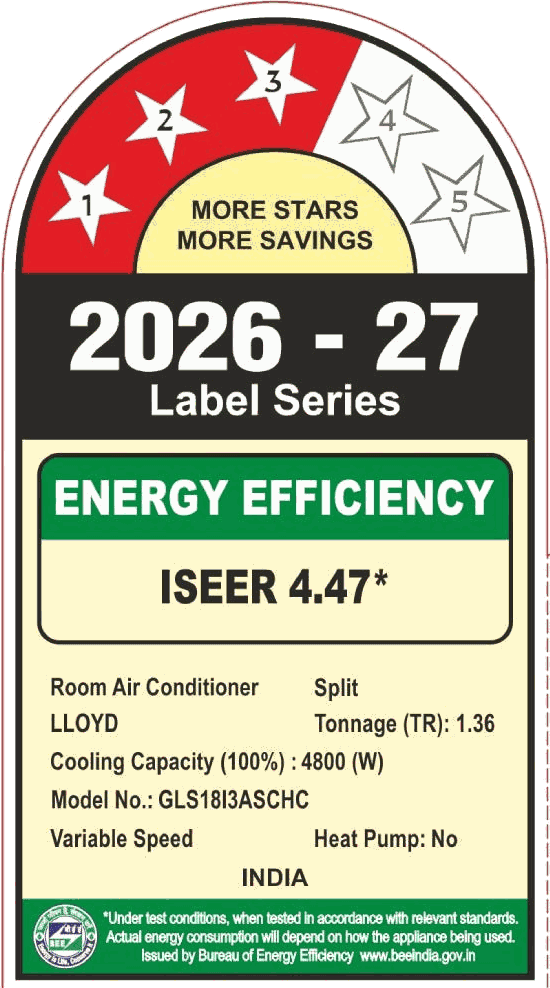 1
2
3
4
5
MORE STARS
MORE SAVINGS
2026 - 27
Label Series
ENERGY EFFICIENCY
ISEER 4.47*
Room Air Conditioner Split
LLOYD Tonnage (TR): 1.36
Cooling Capacity (100%) : 4800 (W)
Model No.: GLS18I3ASCHC
Variable Speed Heat Pump: No
INDIA
BEE
*Under test conditions, when tested in accordance with relevant standards.
Actual energy consumption will depend on how the appliance being used.
Issued by Bureau of Energy Efficiency www.beeindia.gov.in